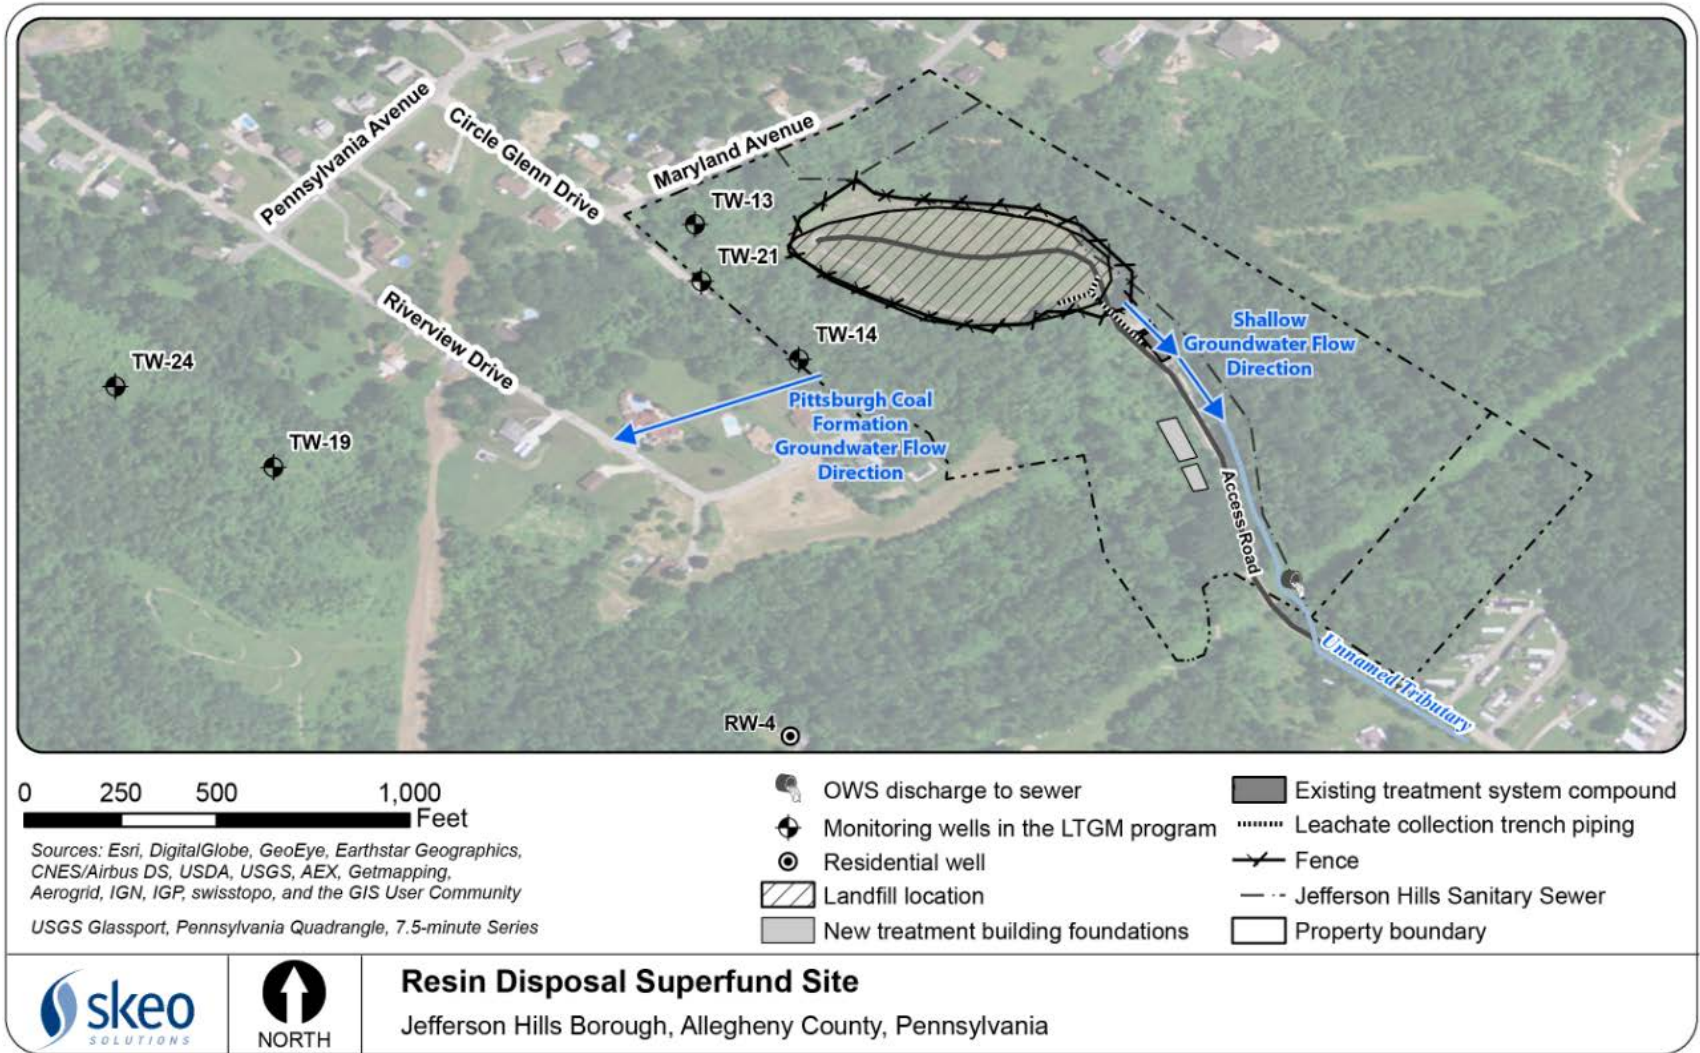 Pennsylvania Avenue
Circle Glenn Drive
Maryland Avenue
TW-13
TW-21
TW-14
Riverview Drive
TW-24
TW-19
Shallow
Groundwater Flow
Direction
Pittsburgh Coal
Formation
Groundwater Flow
Direction
Access Road
Unnamed Tributary
RW-4
0 250 500 1,000
Feet
Sources: Esri, DigitalGlobe, GeoEye, Earthstar Geographics,
CNES/Airbus DS, USDA, USGS, AEX, Getmapping,
Aerogrid, IGN, IGP, swisstopo, and the GIS User Community
USGS Glassport, Pennsylvania Quadrangle, 7.5-minute Series
OWS discharge to sewer
Monitoring wells in the LTGM program
Residential well
Landfill location
New treatment building foundations
Existing treatment system compound
Leachate collection trench piping
Fence
Jefferson Hills Sanitary Sewer
Property boundary
skeo
SOLUTIONS
NORTH
Resin Disposal Superfund Site
Jefferson Hills Borough, Allegheny County, Pennsylvania